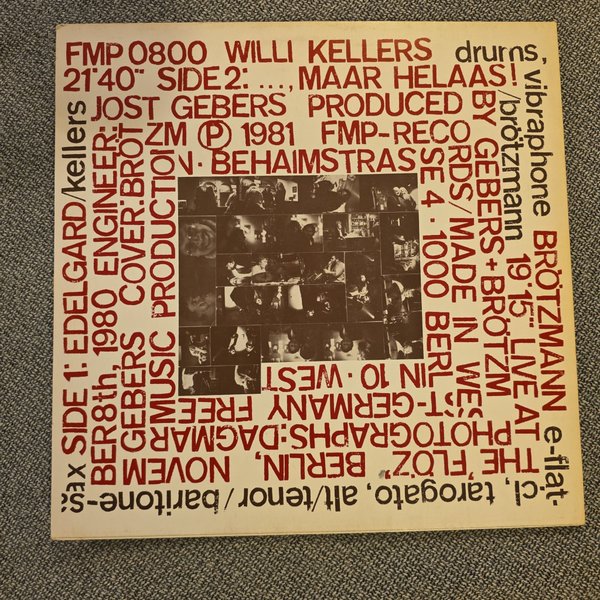 FMP 0800 WILLI KELLERS drums,
vibraphone BRÖTZMANN e-flat-
cl, tarogato, alt/tenor/baritone-
sax SIDE 1: EDELGARD/kellers
21'40'' SIDE 2: ..., MAAR HELAAS!
/brötzmann 19'15'' LIVE AT
THE 'FLÖZ', BERLIN, NOVEM
BER 8th, 1980 ENGINEER:
JOST GEBERS PRODUCED
BY GEBERS+BRÖTZM
PHOTOGRAPHS:DAGMAR
GEBERS COVER:BRÖT
ZM ℗ 1981 FMP-RECO
RDS/MADE IN WES
T-GERMANY FREE
MUSIC PRODUCTIO
N · BEHAIMSTRAS
SE 4 · 1000 BERL
IN 10 · WEST